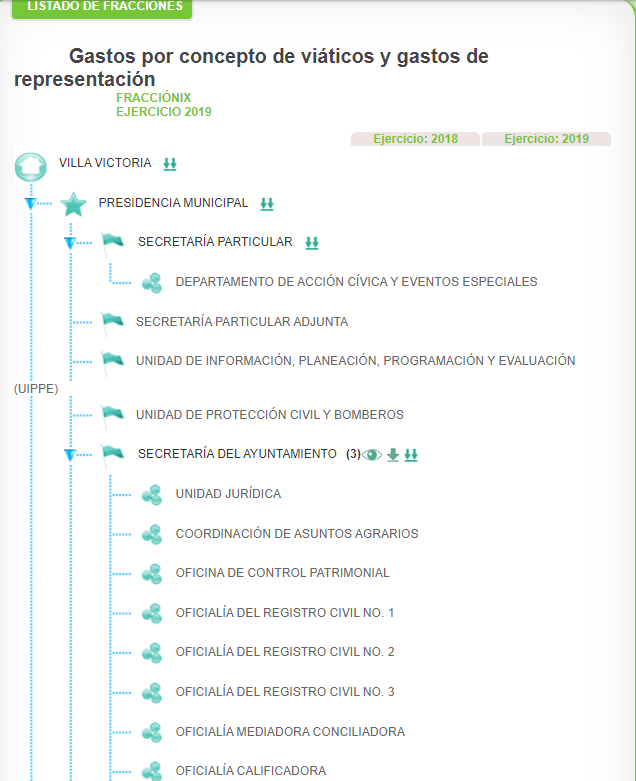 LISTADO DE FRACCIONES
Gastos por concepto de viáticos y gastos de
representación
FRACCIÓNIX
EJERCICIO 2019
Ejercicio: 2018 Ejercicio: 2019
VILLA VICTORIA
PRESIDENCIA MUNICIPAL
SECRETARÍA PARTICULAR
DEPARTAMENTO DE ACCIÓN CÍVICA Y EVENTOS ESPECIALES
SECRETARÍA PARTICULAR ADJUNTA
UNIDAD DE INFORMACIÓN, PLANEACIÓN, PROGRAMACIÓN Y EVALUACIÓN
(UIPPE)
UNIDAD DE PROTECCIÓN CIVIL Y BOMBEROS
SECRETARÍA DEL AYUNTAMIENTO (3)
UNIDAD JURÍDICA
COORDINACIÓN DE ASUNTOS AGRARIOS
OFICINA DE CONTROL PATRIMONIAL
OFICIALÍA DEL REGISTRO CIVIL NO. 1
OFICIALÍA DEL REGISTRO CIVIL NO. 2
OFICIALÍA DEL REGISTRO CIVIL NO. 3
OFICIALÍA MEDIADORA CONCILIADORA
OFICIALÍA CALIFICADORA